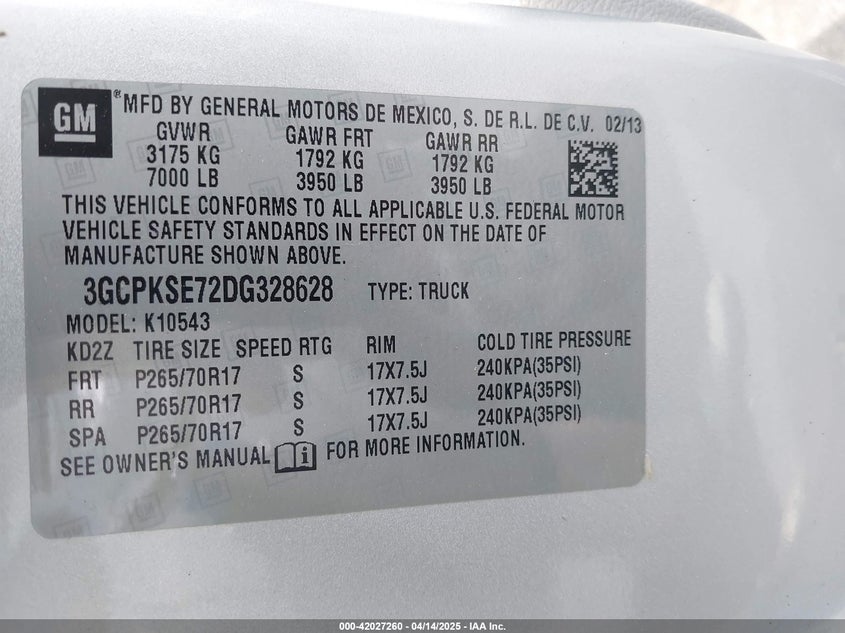 GM ® MFD BY GENERAL MOTORS DE MEXICO, S. DE R.L. DE C.V. 02/13
GVWR GAWR FRT GAWR RR
3175 KG 1792 KG 1792 KG
7000 LB 3950 LB 3950 LB
THIS VEHICLE CONFORMS TO ALL APPLICABLE U.S. FEDERAL MOTOR
VEHICLE SAFETY STANDARDS IN EFFECT ON THE DATE OF
MANUFACTURE SHOWN ABOVE.
3GCPKSE72DG328628 TYPE: TRUCK
MODEL: K10543
KD2Z TIRE SIZE SPEED RTG RIM COLD TIRE PRESSURE
FRT P265/70R17 S 17X7.5J 240KPA(35PSI)
RR P265/70R17 S 17X7.5J 240KPA(35PSI)
SPA P265/70R17 S 17X7.5J 240KPA(35PSI)
SEE OWNER'S MANUAL i FOR MORE INFORMATION.
000-42027260 - 04/14/2025 - IAA Inc.